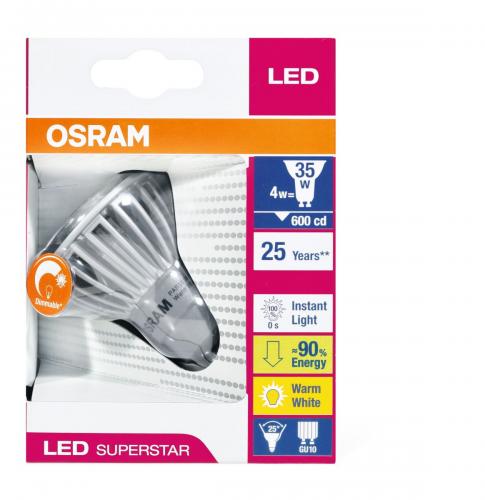 LED
OSRAM
35
W
4W=
600 cd
25 Years**
Dimmable*
100
%
0 s
Instant
Light
OSRAM
≈90%
Energy
Warm
White
25°
GU10
LED SUPERSTAR